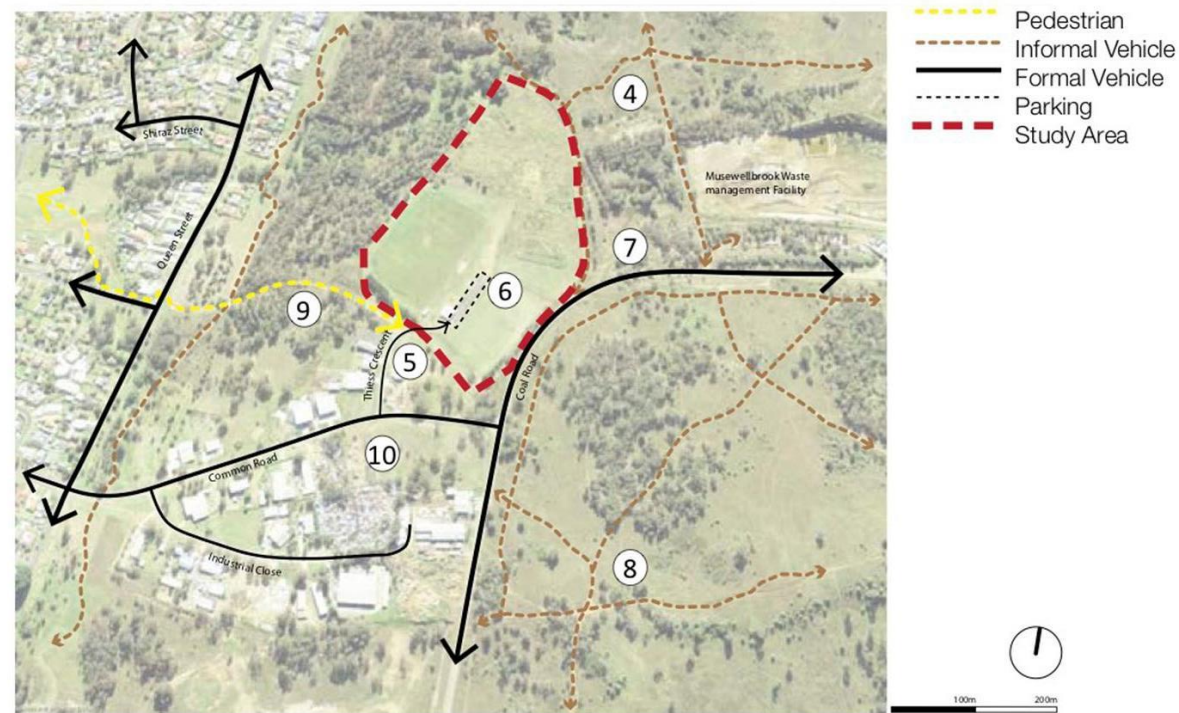 Pedestrian
Informal Vehicle
Formal Vehicle
Parking
Study Area
4
Shiraz Street
Musewellbrook Waste
management Facility
Queen Street
7
6
9
5
Thiess Crescent
Coal Road
10
Common Road
Industrial Close
8
100m 200m